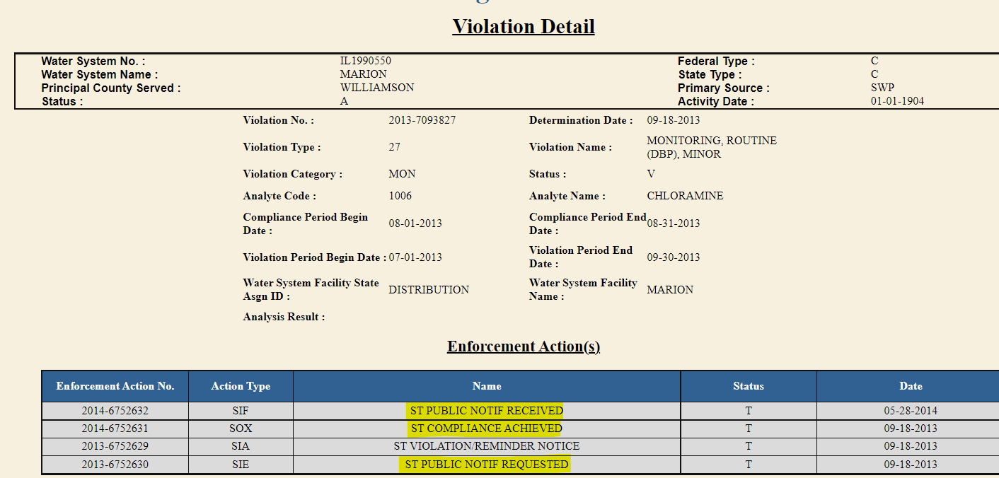 Violation Detail
Water System No. : IL1990550 Federal Type : C
Water System Name : MARION State Type : C
Principal County Served : WILLIAMSON Primary Source : SWP
Status : A Activity Date : 01-01-1904
Violation No. : 2013-7093827 Determination Date : 09-18-2013
Violation Type : 27 Violation Name : MONITORING, ROUTINE
(DBP), MINOR
Violation Category : MON Status : V
Analyte Code : 1006 Analyte Name : CHLORAMINE
Compliance Period Begin
Date : 08-01-2013
Compliance Period End
Date : 08-31-2013
Violation Period Begin Date : 07-01-2013
Violation Period End
Date : 09-30-2013
Water System Facility State
Asgn ID : DISTRIBUTION
Water System Facility
Name : MARION
Analysis Result :
Enforcement Action(s)
Enforcement Action No. Action Type Name Status Date
2014-6752632 SIF ST PUBLIC NOTIF RECEIVED T 05-28-2014
2014-6752631 SOX ST COMPLIANCE ACHIEVED T 09-18-2013
2013-6752629 SIA ST VIOLATION/REMINDER NOTICE T 09-18-2013
2013-6752630 SIE ST PUBLIC NOTIF REQUESTED T 09-18-2013